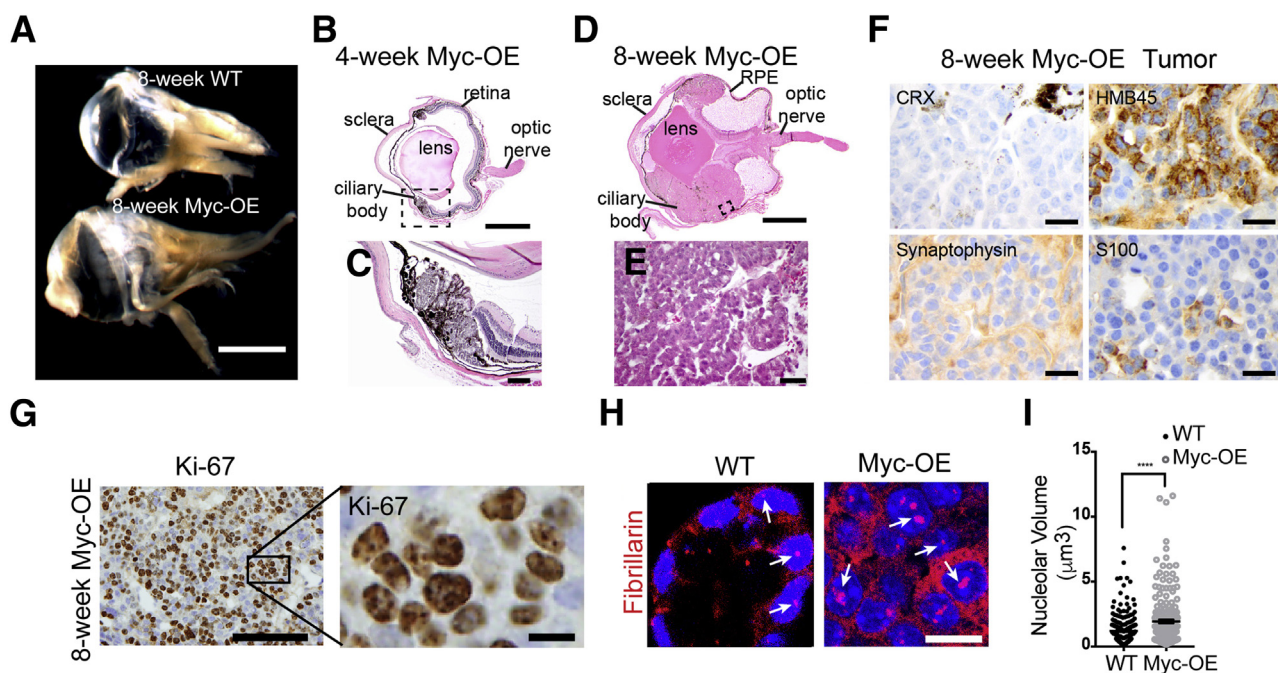 A
8-week WT
8-week Myc-OE
B
4-week Myc-OE
retina
sclera
lens
optic
nerve
ciliary
body
C
D
8-week Myc-OE
RPE
sclera
lens
optic
nerve
ciliary
body
E
F
8-week Myc-OE Tumor
CRX
HMB45
Synaptophysin
S100
G
Ki-67
8-week Myc-OE
Ki-67
H
WT
Myc-OE
Fibrillarin
I
WT
Myc-OE
****
Nucleolar Volume
(µm3)
15
10
5
0
WT Myc-OE